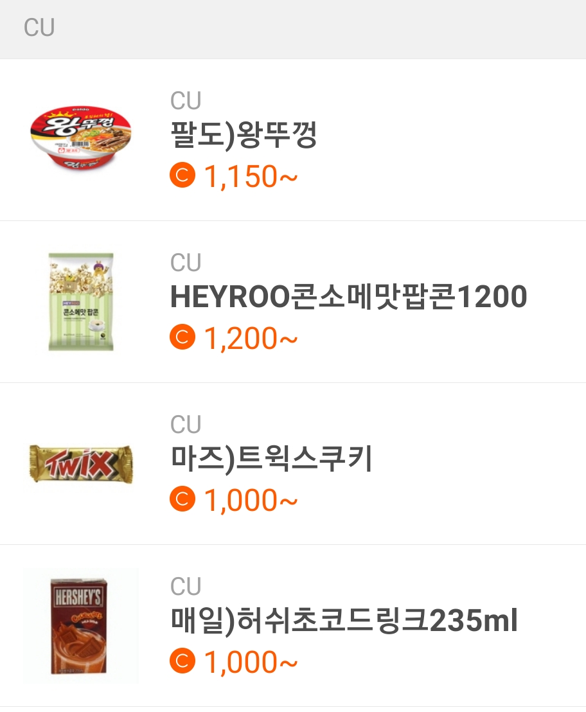 CU
CU
팔도)왕뚜껑
C 1,150~
왕뚜껑
CU
HEYROO콘소메맛팝콘1200
C 1,200~
콘소메맛 팝콘
CU
마즈)트윅스쿠키
C 1,000~
TWIX
CU
매일)허쉬초코드링크235ml
C 1,000~
HERSHEY'S